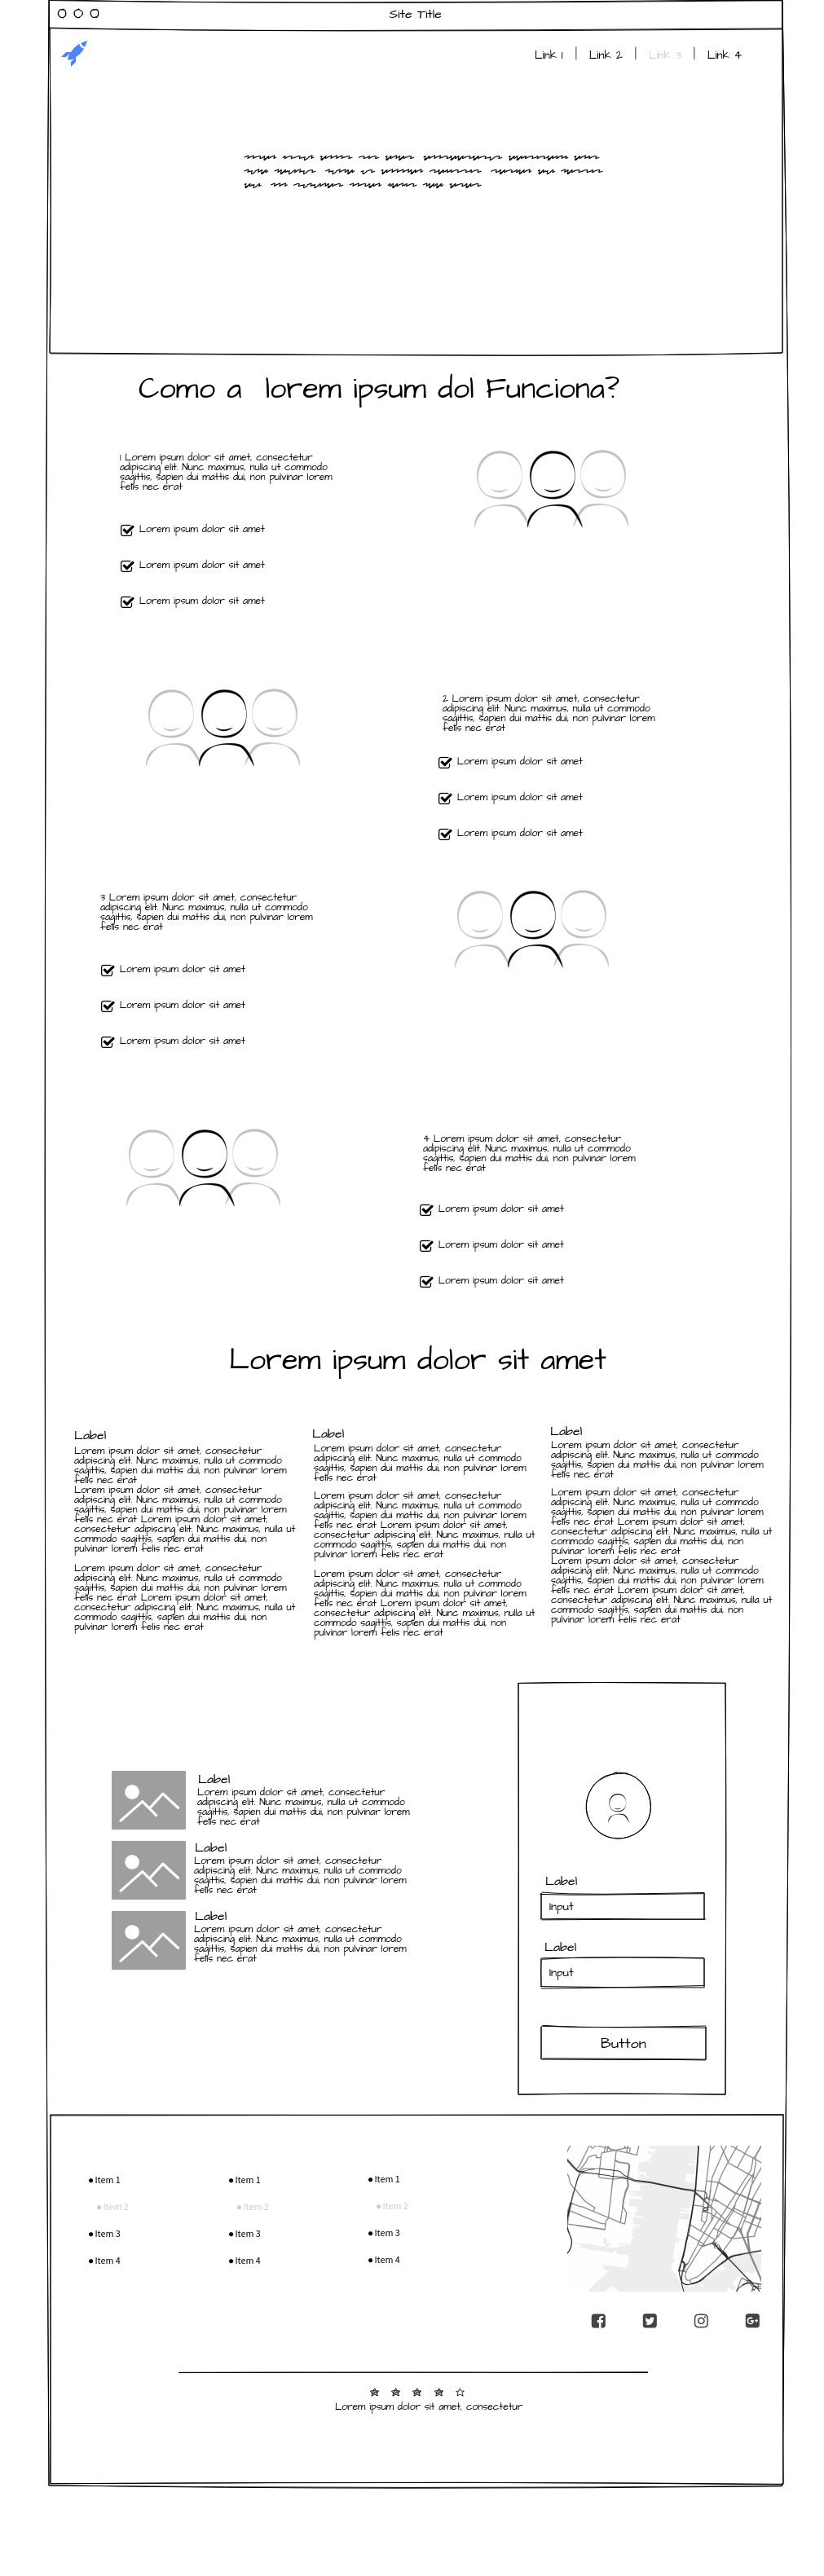 Site Title
Link 1
Link 2
Link 3
Link 4
Como a lorem ipsum dol Funciona?
1 Lorem ipsum dolor sit amet, consectetur
adipiscing elit. Nunc maximus, nulla ut commodo
sagittis, sapien dui mattis dui, non pulvinar lorem
felis nec erat
Lorem ipsum dolor sit amet
Lorem ipsum dolor sit amet
Lorem ipsum dolor sit amet
2 Lorem ipsum dolor sit amet, consectetur
adipiscing elit. Nunc maximus, nulla ut commodo
sagittis, sapien dui mattis dui, non pulvinar lorem
felis nec erat
Lorem ipsum dolor sit amet
Lorem ipsum dolor sit amet
Lorem ipsum dolor sit amet
3 Lorem ipsum dolor sit amet, consectetur
adipiscing elit. Nunc maximus, nulla ut commodo
sagittis, sapien dui mattis dui, non pulvinar lorem
felis nec erat
Lorem ipsum dolor sit amet
Lorem ipsum dolor sit amet
Lorem ipsum dolor sit amet
4 Lorem ipsum dolor sit amet, consectetur
adipiscing elit. Nunc maximus, nulla ut commodo
sagittis, sapien dui mattis dui, non pulvinar lorem
felis nec erat
Lorem ipsum dolor sit amet
Lorem ipsum dolor sit amet
Lorem ipsum dolor sit amet
Lorem ipsum dolor sit amet
Label
Lorem ipsum dolor sit amet, consectetur
adipiscing elit. Nunc maximus, nulla ut commodo
sagittis, sapien dui mattis dui, non pulvinar lorem
felis nec erat
Lorem ipsum dolor sit amet, consectetur
adipiscing elit. Nunc maximus, nulla ut commodo
sagittis, sapien dui mattis dui, non pulvinar lorem
felis nec erat Lorem ipsum dolor sit amet,
consectetur adipiscing elit. Nunc maximus, nulla ut
commodo sagittis, sapien dui mattis dui, non
pulvinar lorem felis nec erat
Lorem ipsum dolor sit amet, consectetur
adipiscing elit. Nunc maximus, nulla ut commodo
sagittis, sapien dui mattis dui, non pulvinar lorem
felis nec erat Lorem ipsum dolor sit amet,
consectetur adipiscing elit. Nunc maximus, nulla ut
commodo sagittis, sapien dui mattis dui, non
pulvinar lorem felis nec erat
Label
Lorem ipsum dolor sit amet, consectetur
adipiscing elit. Nunc maximus, nulla ut commodo
sagittis, sapien dui mattis dui, non pulvinar lorem
felis nec erat
Lorem ipsum dolor sit amet, consectetur
adipiscing elit. Nunc maximus, nulla ut commodo
sagittis, sapien dui mattis dui, non pulvinar lorem
felis nec erat Lorem ipsum dolor sit amet,
consectetur adipiscing elit. Nunc maximus, nulla ut
commodo sagittis, sapien dui mattis dui, non
pulvinar lorem felis nec erat
Lorem ipsum dolor sit amet, consectetur
adipiscing elit. Nunc maximus, nulla ut commodo
sagittis, sapien dui mattis dui, non pulvinar lorem
felis nec erat Lorem ipsum dolor sit amet,
consectetur adipiscing elit. Nunc maximus, nulla ut
commodo sagittis, sapien dui mattis dui, non
pulvinar lorem felis nec erat
Label
Lorem ipsum dolor sit amet, consectetur
adipiscing elit. Nunc maximus, nulla ut commodo
sagittis, sapien dui mattis dui, non pulvinar lorem
felis nec erat
Lorem ipsum dolor sit amet, consectetur
adipiscing elit. Nunc maximus, nulla ut commodo
sagittis, sapien dui mattis dui, non pulvinar lorem
felis nec erat Lorem ipsum dolor sit amet,
consectetur adipiscing elit. Nunc maximus, nulla ut
commodo sagittis, sapien dui mattis dui, non
pulvinar lorem felis nec erat
Lorem ipsum dolor sit amet, consectetur
adipiscing elit. Nunc maximus, nulla ut commodo
sagittis, sapien dui mattis dui, non pulvinar lorem
felis nec erat Lorem ipsum dolor sit amet,
consectetur adipiscing elit. Nunc maximus, nulla ut
commodo sagittis, sapien dui mattis dui, non
pulvinar lorem felis nec erat
Label
Lorem ipsum dolor sit amet, consectetur
adipiscing elit. Nunc maximus, nulla ut commodo
sagittis, sapien dui mattis dui, non pulvinar lorem
felis nec erat
Label
Lorem ipsum dolor sit amet, consectetur
adipiscing elit. Nunc maximus, nulla ut commodo
sagittis, sapien dui mattis dui, non pulvinar lorem
felis nec erat
Label
Lorem ipsum dolor sit amet, consectetur
adipiscing elit. Nunc maximus, nulla ut commodo
sagittis, sapien dui mattis dui, non pulvinar lorem
felis nec erat
Label
Input
Label
Input
Button
Item 1
Item 2
Item 3
Item 4
Item 1
Item 2
Item 3
Item 4
Item 1
Item 2
Item 3
Item 4
Lorem ipsum dolor sit amet, consectetur